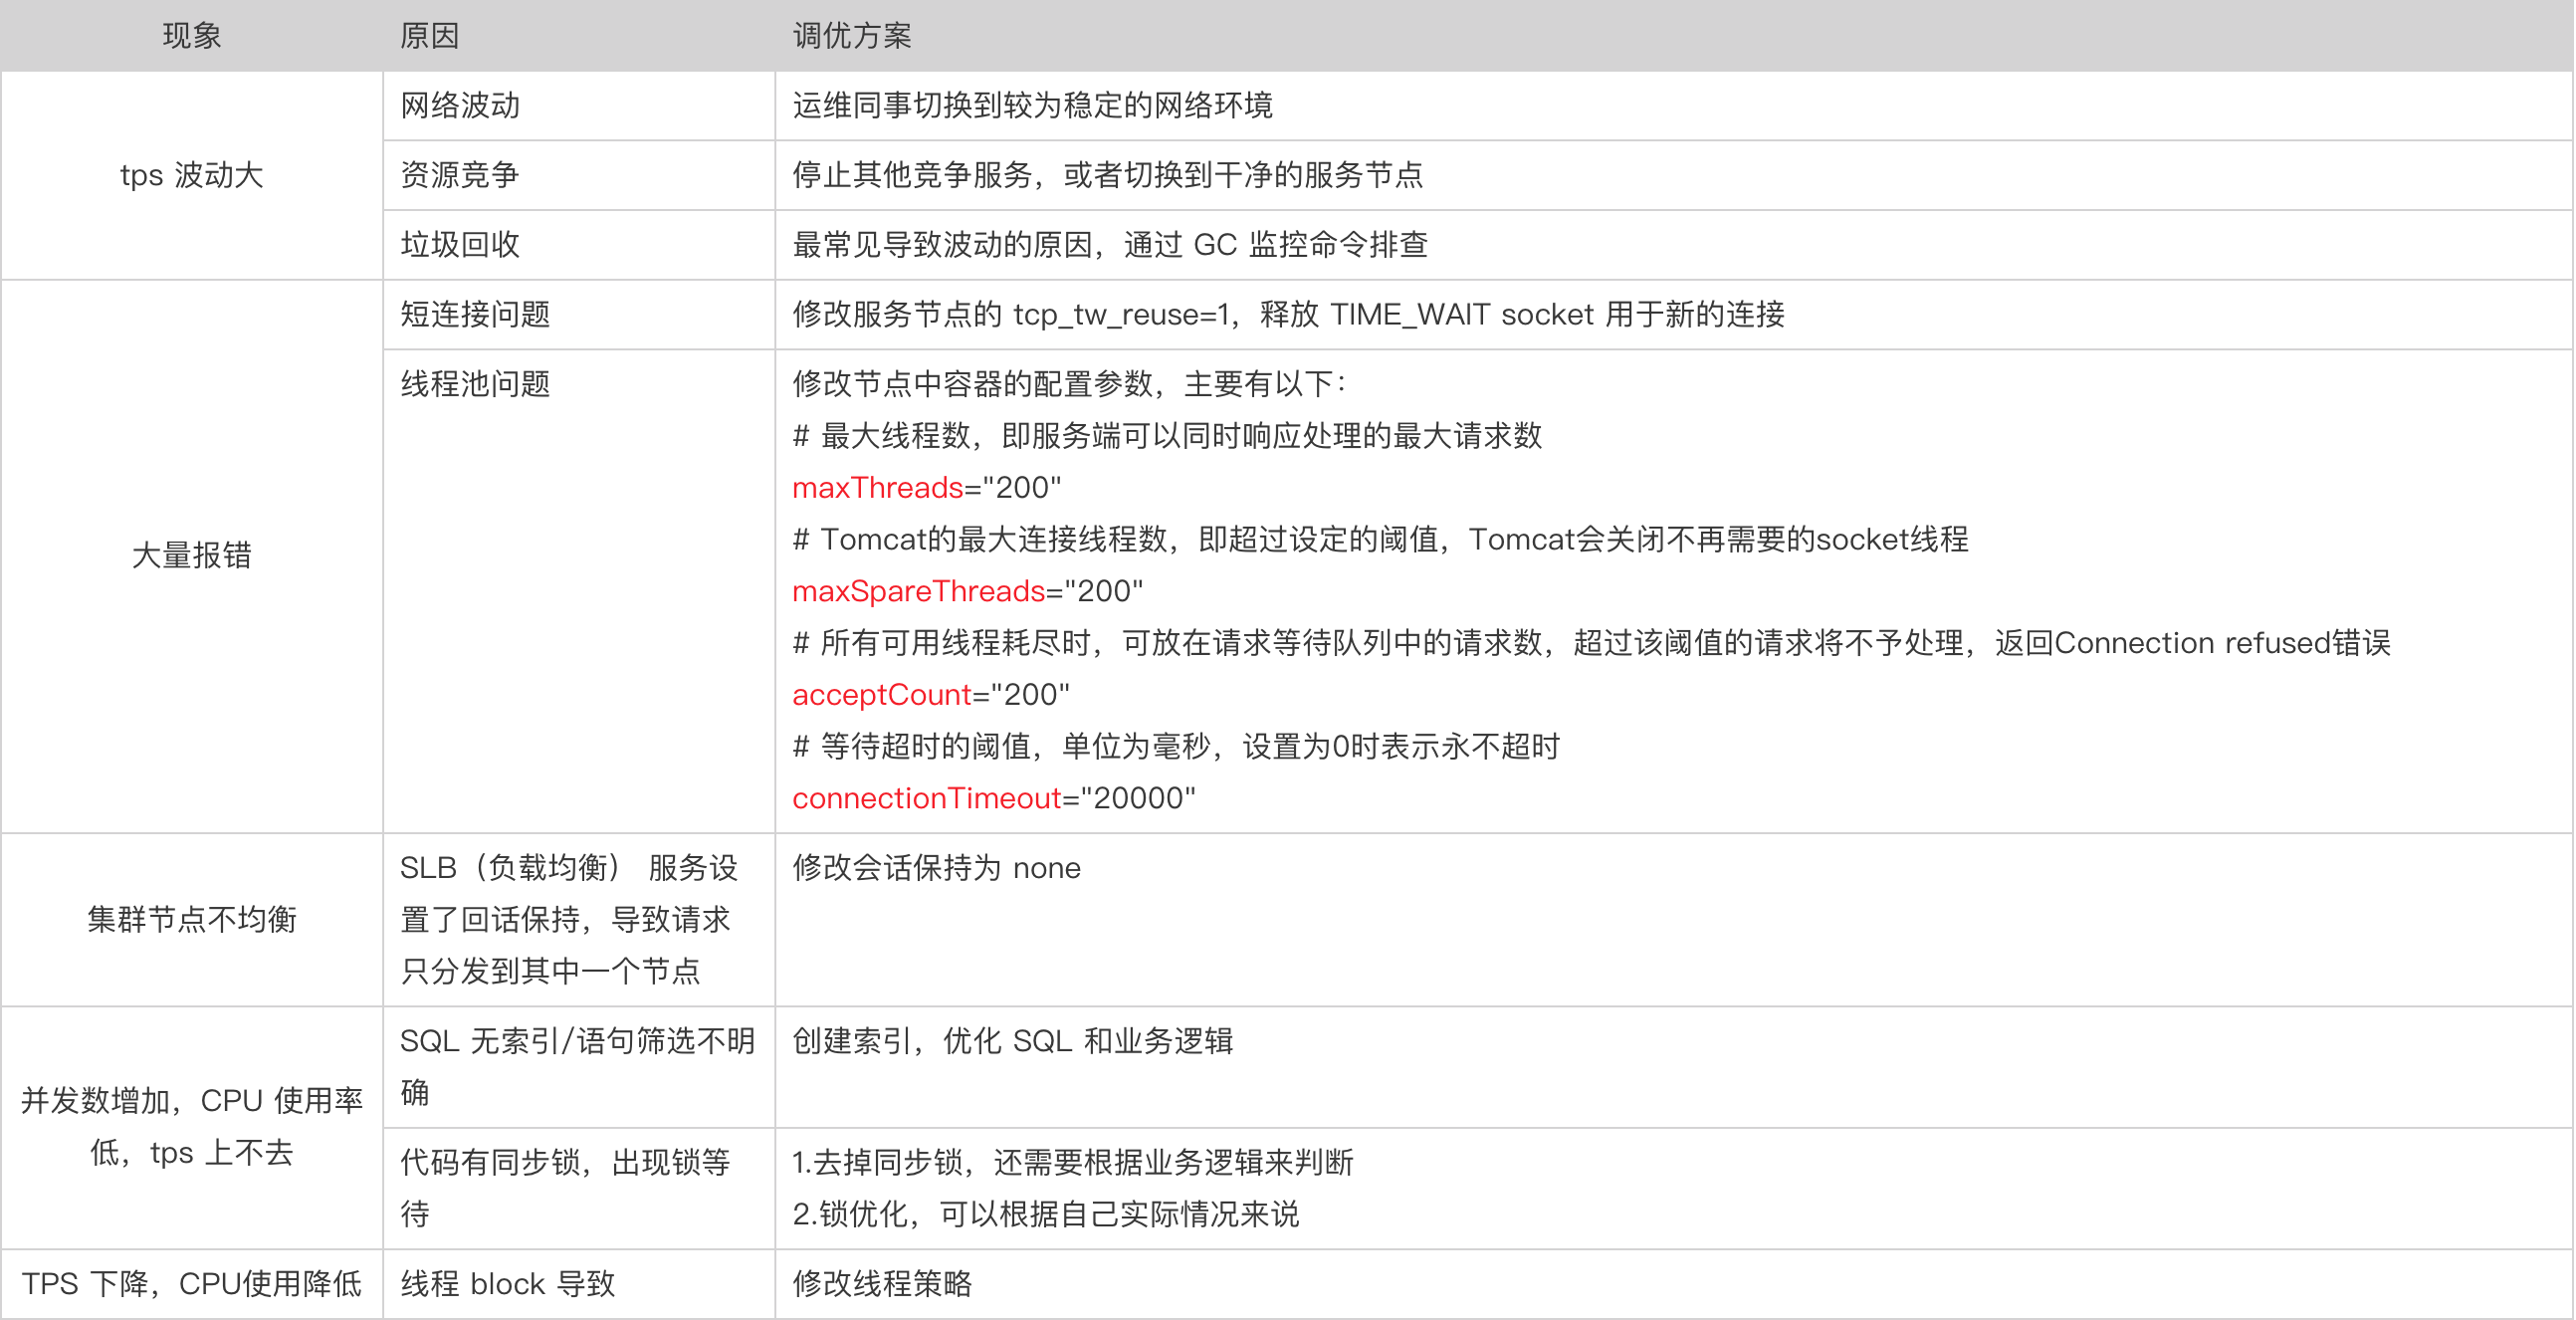 现象 原因 调优方案
tps 波动大
网络波动 运维同事切换到较为稳定的网络环境
资源竞争 停止其他竞争服务，或者切换到干净的服务节点
垃圾回收 最常见导致波动的原因，通过 GC 监控命令排查
大量报错
短连接问题 修改服务节点的 tcp_tw_reuse=1，释放 TIME_WAIT socket 用于新的连接
线程池问题 修改节点中容器的配置参数，主要有以下：
# 最大线程数，即服务端可以同时响应处理的最大请求数
maxThreads="200"
# Tomcat的最大连接线程数，即超过设定的阈值，Tomcat会关闭不再需要的socket线程
maxSpareThreads="200"
# 所有可用线程耗尽时，可放在请求等待队列中的请求数，超过该阈值的请求将不予处理，返回Connection refused错误
acceptCount="200"
# 等待超时的阈值，单位为毫秒，设置为0时表示永不超时
connectionTimeout="20000"
集群节点不均衡
SLB（负载均衡） 服务设
置了回话保持，导致请求
只分发到其中一个节点
修改会话保持为 none
并发数增加，CPU 使用率
低，tps 上不去
SQL 无索引/语句筛选不明
确
创建索引，优化 SQL 和业务逻辑
代码有同步锁，出现锁等
待
1.去掉同步锁，还需要根据业务逻辑来判断
2.锁优化，可以根据自己实际情况来说
TPS 下降，CPU使用降低 线程 block 导致 修改线程策略